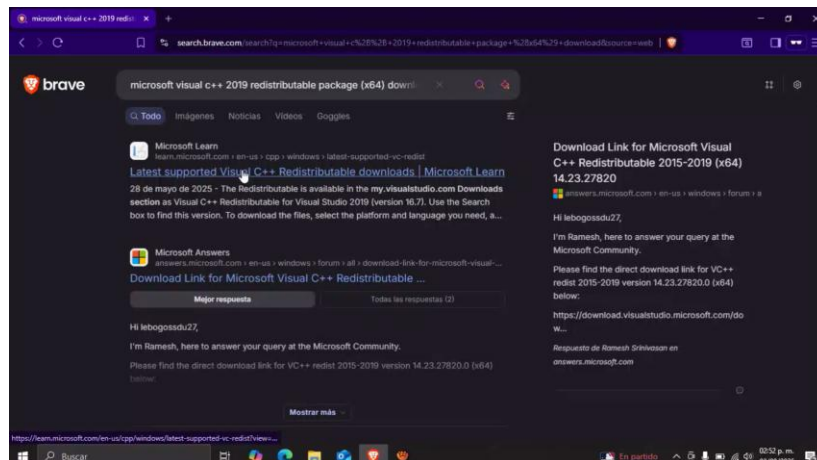 microsoft visual c++ 2019 redist
search.brave.com/search?q=microsoft+visual+c%2B%2B+2019+redistributable+package+%28x64%29+download&source=web
brave
microsoft visual c++ 2019 redistributable package (x64) down
Todo Imágenes Noticias Vídeos Goggles
Microsoft Learn
learn.microsoft.com › en-us › cpp › windows › latest-supported-vc-redist
Latest supported Visual C++ Redistributable downloads | Microsoft Learn
28 de mayo de 2025 - The Redistributable is available in the my.visualstudio.com Downloads
section as Visual C++ Redistributable for Visual Studio 2019 (version 16.7). Use the Search
box to find this version. To download the files, select the platform and language you need, a...
Microsoft Answers
answers.microsoft.com › en-us › windows › forum › all › download-link-for-microsoft-visual-...
Download Link for Microsoft Visual C++ Redistributable ...
Mejor respuesta Todas las respuestas (2)
Hi lebogossdu27,
I'm Ramesh, here to answer your query at the Microsoft Community.
Please find the direct download link for VC++ redist 2015-2019 version 14.23.27820.0 (x64)
below:
Mostrar más
Download Link for Microsoft Visual
C++ Redistributable 2015-2019 (x64)
14.23.27820
answers.microsoft.com › en-us › windows › forum › a
Hi lebogossdu27,
I'm Ramesh, here to answer your query at the
Microsoft Community.
Please find the direct download link for VC++
redist 2015-2019 version 14.23.27820.0 (x64)
below:
https://download.visualstudio.microsoft.com/do
w...
Respuesta de Ramesh Srinivasan en
answers.microsoft.com
https://learn.microsoft.com/en-us/cpp/windows/latest-supported-vc-redist?view=...
Buscar
En partido
02:52 p. m.